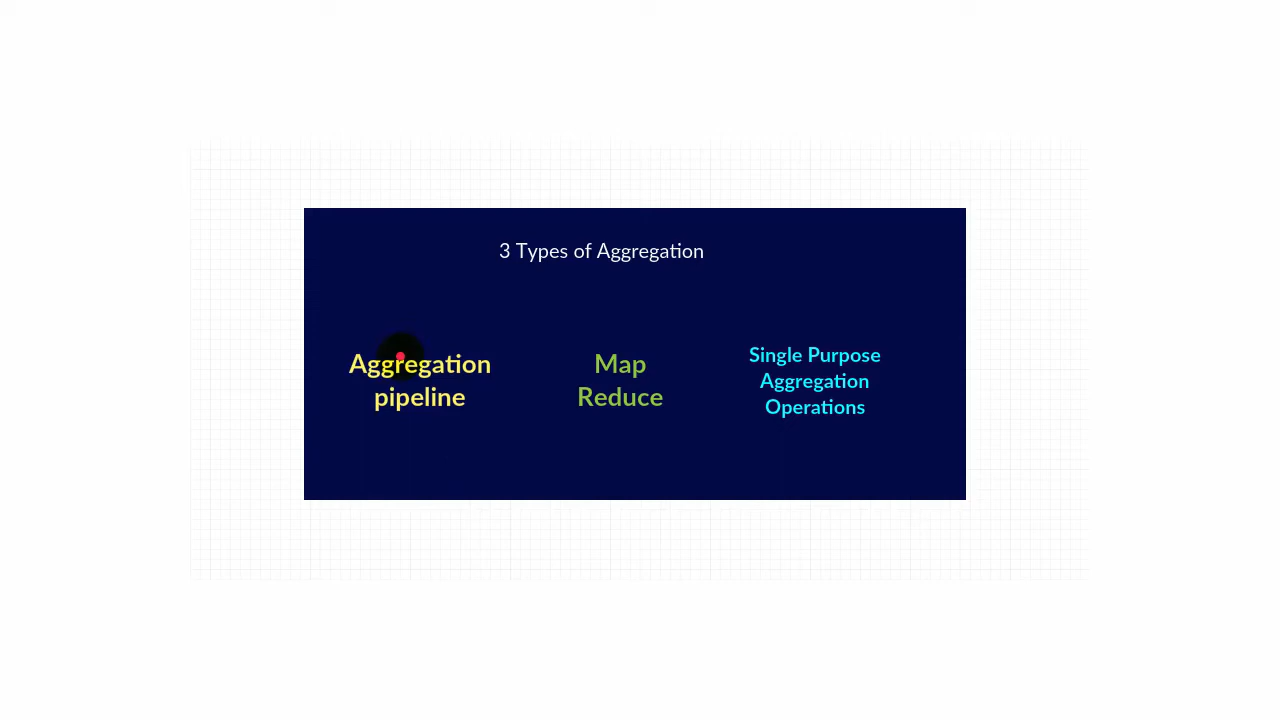 3 Types of Aggregation
Aggregation
pipeline
Map
Reduce
Single Purpose
Aggregation
Operations